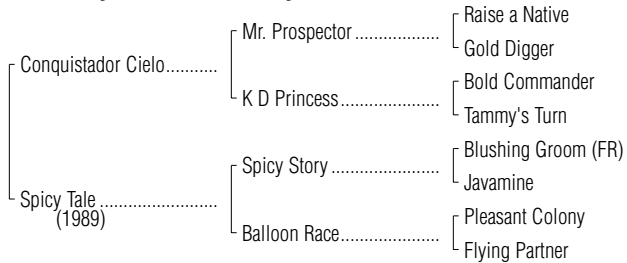 Raise a Native
Mr. Prospector ..................
Gold Digger
Conquistador Cielo...........
Bold Commander
K D Princess.....................
Tammy's Turn
Blushing Groom (FR)
Spicy Story .......................
Javamine
Spicy Tale .........................
(1989)
Pleasant Colony
Balloon Race.....................
Flying Partner